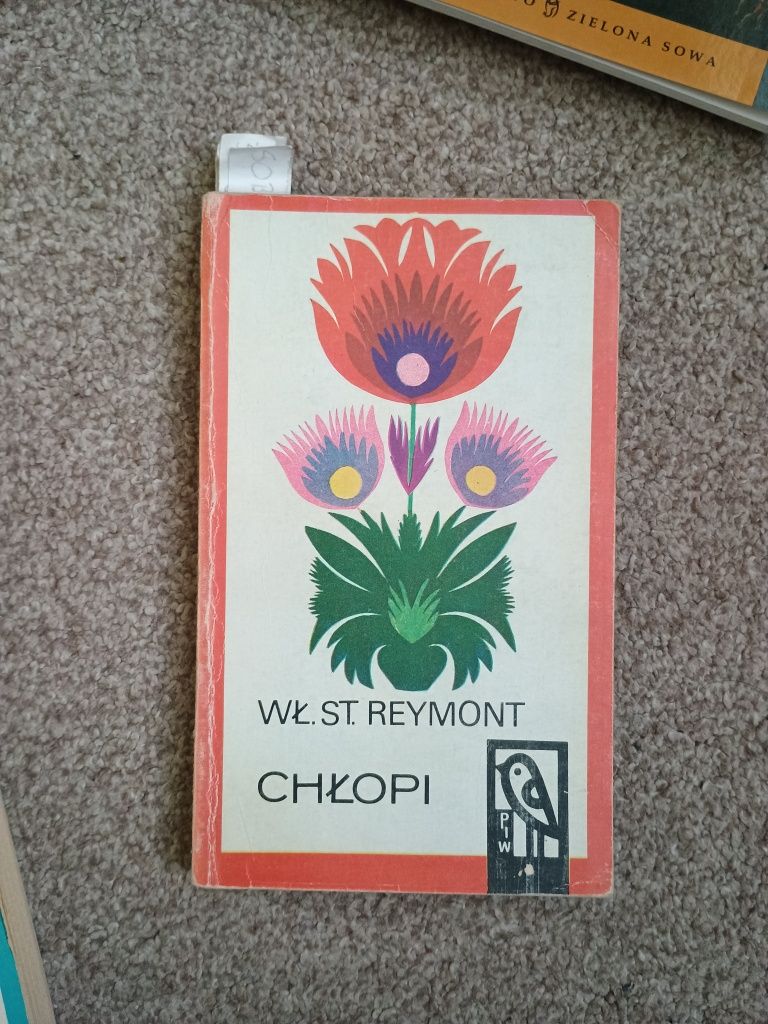 ZIELONA SOWA
WŁ. ST. REYMONT
CHŁOPI
PIW